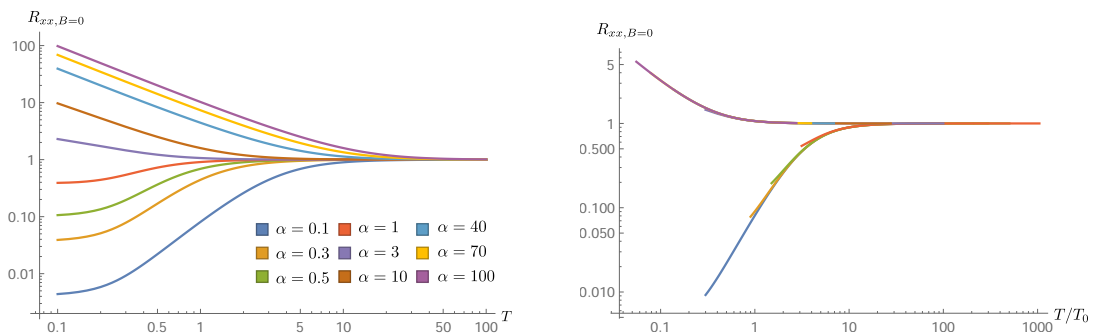 R_{xx,B=0}
100
10
1
0.10
0.01
0.1 0.5 1 5 10 50 100 T
α = 0.1 α = 1 α = 40
α = 0.3 α = 3 α = 70
α = 0.5 α = 10 α = 100
R_{xx,B=0}
5
1
0.500
0.100
0.050
0.010
0.1 1 10 100 1000 T/T_0